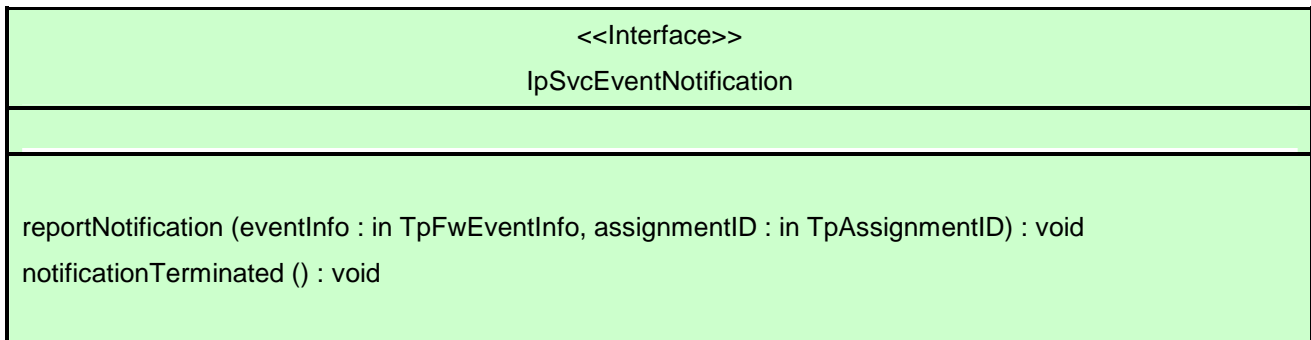 <<Interface>>
IpSvcEventNotification
reportNotification (eventInfo : in TpFwEventInfo, assignmentID : in TpAssignmentID) : void
notificationTerminated () : void